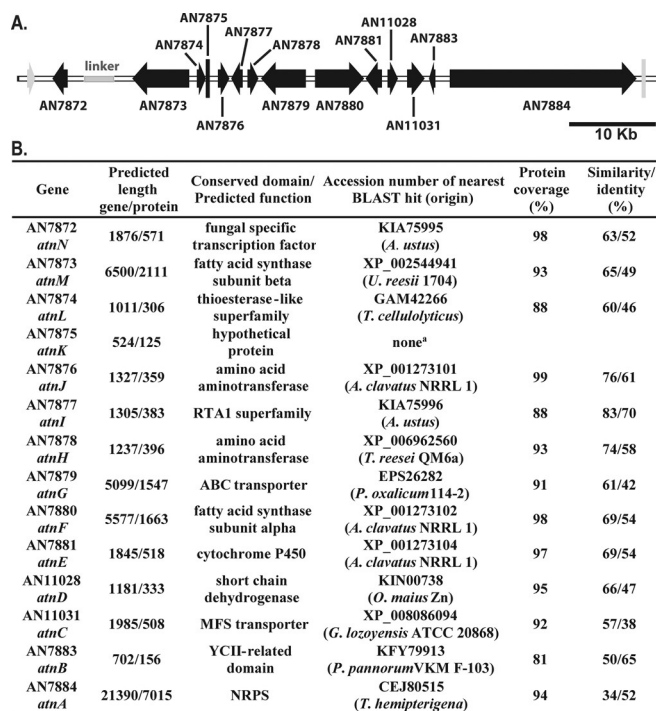 A.
AN7875
AN7874 AN7877 AN7878
AN7881 AN11028 AN7883
linker
AN7872 AN7873 AN7876 AN7879 AN7880 AN11031 AN7884
10 Kb
B.
Gene Predicted length gene/protein Conserved domain/ Predicted function Accession number of nearest BLAST hit (origin) Protein coverage (%) Similarity/ identity (%)
AN7872 fungal specific KIA75995
atnN 1876/571 transcription factor (A. ustus) 98 63/52
AN7873 fatty acid synthase XP_002544941
atnM 6500/2111 subunit beta (U. reesii 1704) 93 65/49
AN7874 thioesterase-like GAM42266
atnL 1011/306 superfamily (T. cellulolyticus) 88 60/46
AN7875 hypothetical
atnK 524/125 protein noneª
AN7876 amino acid XP_001273101
atnJ 1327/359 aminotransferase (A. clavatus NRRL 1) 99 76/61
AN7877 KIA75996
atnI 1305/383 RTA1 superfamily (A. ustus) 88 83/70
AN7878 amino acid XP_006962560
atnH 1237/396 aminotransferase (T. reesei QM6a) 93 74/58
AN7879 EPS26282
atnG 5099/1547 ABC transporter (P. oxalicum114-2) 91 61/42
AN7880 fatty acid synthase XP_001273102
atnF 5577/1663 subunit alpha (A. clavatus NRRL 1) 98 69/54
AN7881 XP_001273104
atnE 1845/518 cytochrome P450 (A. clavatus NRRL 1) 97 69/54
AN11028 short chain KIN00738
atnD 1181/333 dehydrogenase (O. maius Zn) 95 66/47
AN11031 XP_008086094
atnC 1985/508 MFS transporter (G. lozoyensis ATCC 20868) 92 57/38
AN7883 YCII-related KFY79913
atnB 702/156 domain (P. pannorumVKM F-103) 81 50/65
AN7884 CEJ80515
atnA 21390/7015 NRPS (T. hemipterigena) 94 34/52